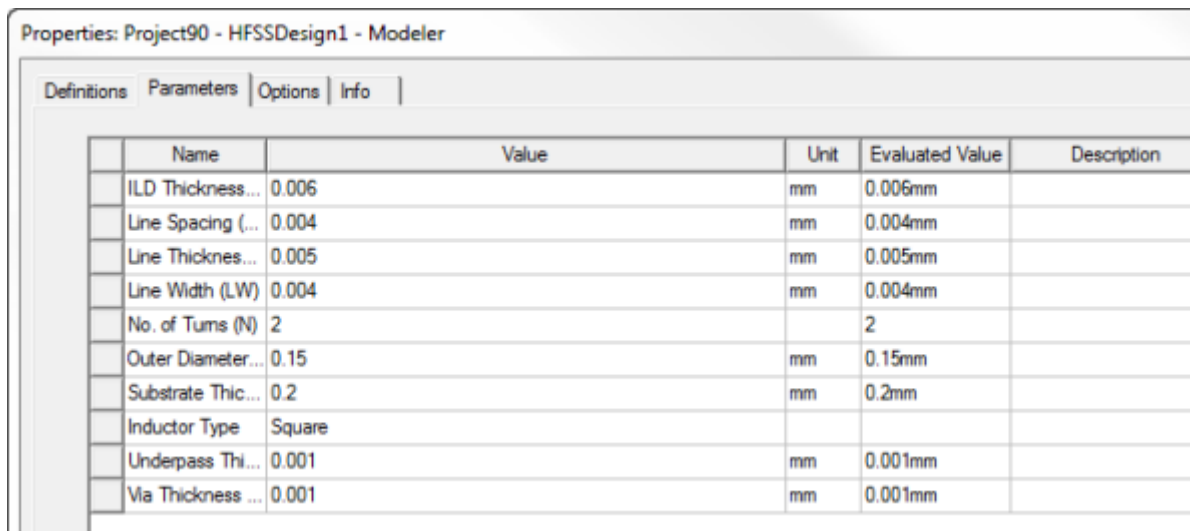 Properties: Project90 - HFSSDesign1 - Modeler
Definitions Parameters Options Info
Name Value Unit Evaluated Value Description
ILD Thickness... 0.006 mm 0.006mm
Line Spacing (... 0.004 mm 0.004mm
Line Thicknes... 0.005 mm 0.005mm
Line Width (LW) 0.004 mm 0.004mm
No. of Turns (N) 2 2
Outer Diameter... 0.15 mm 0.15mm
Substrate Thic... 0.2 mm 0.2mm
Inductor Type Square
Underpass Thi... 0.001 mm 0.001mm
Via Thickness ... 0.001 mm 0.001mm